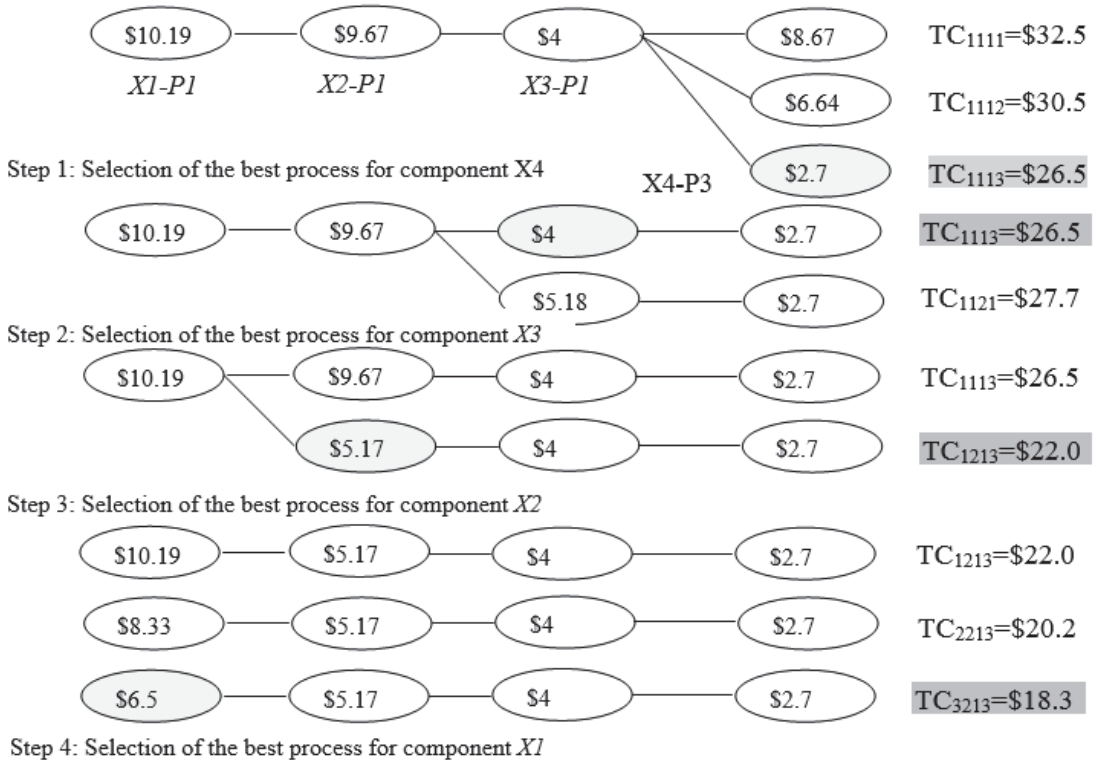 $10.19 $9.67 $4 $8.67 TC1111=$32.5
X1-P1 X2-P1 X3-P1
$6.64 TC1112=$30.5
Step 1: Selection of the best process for component X4
$2.7 TC1113=$26.5
X4-P3
$10.19 $9.67 $4 $2.7 TC1113=$26.5
$5.18 $2.7 TC1121=$27.7
Step 2: Selection of the best process for component X3
$10.19 $9.67 $4 $2.7 TC1113=$26.5
$5.17 $4 $2.7 TC1213=$22.0
Step 3: Selection of the best process for component X2
$10.19 $5.17 $4 $2.7 TC1213=$22.0
$8.33 $5.17 $4 $2.7 TC2213=$20.2
$6.5 $5.17 $4 $2.7 TC3213=$18.3
Step 4: Selection of the best process for component X1